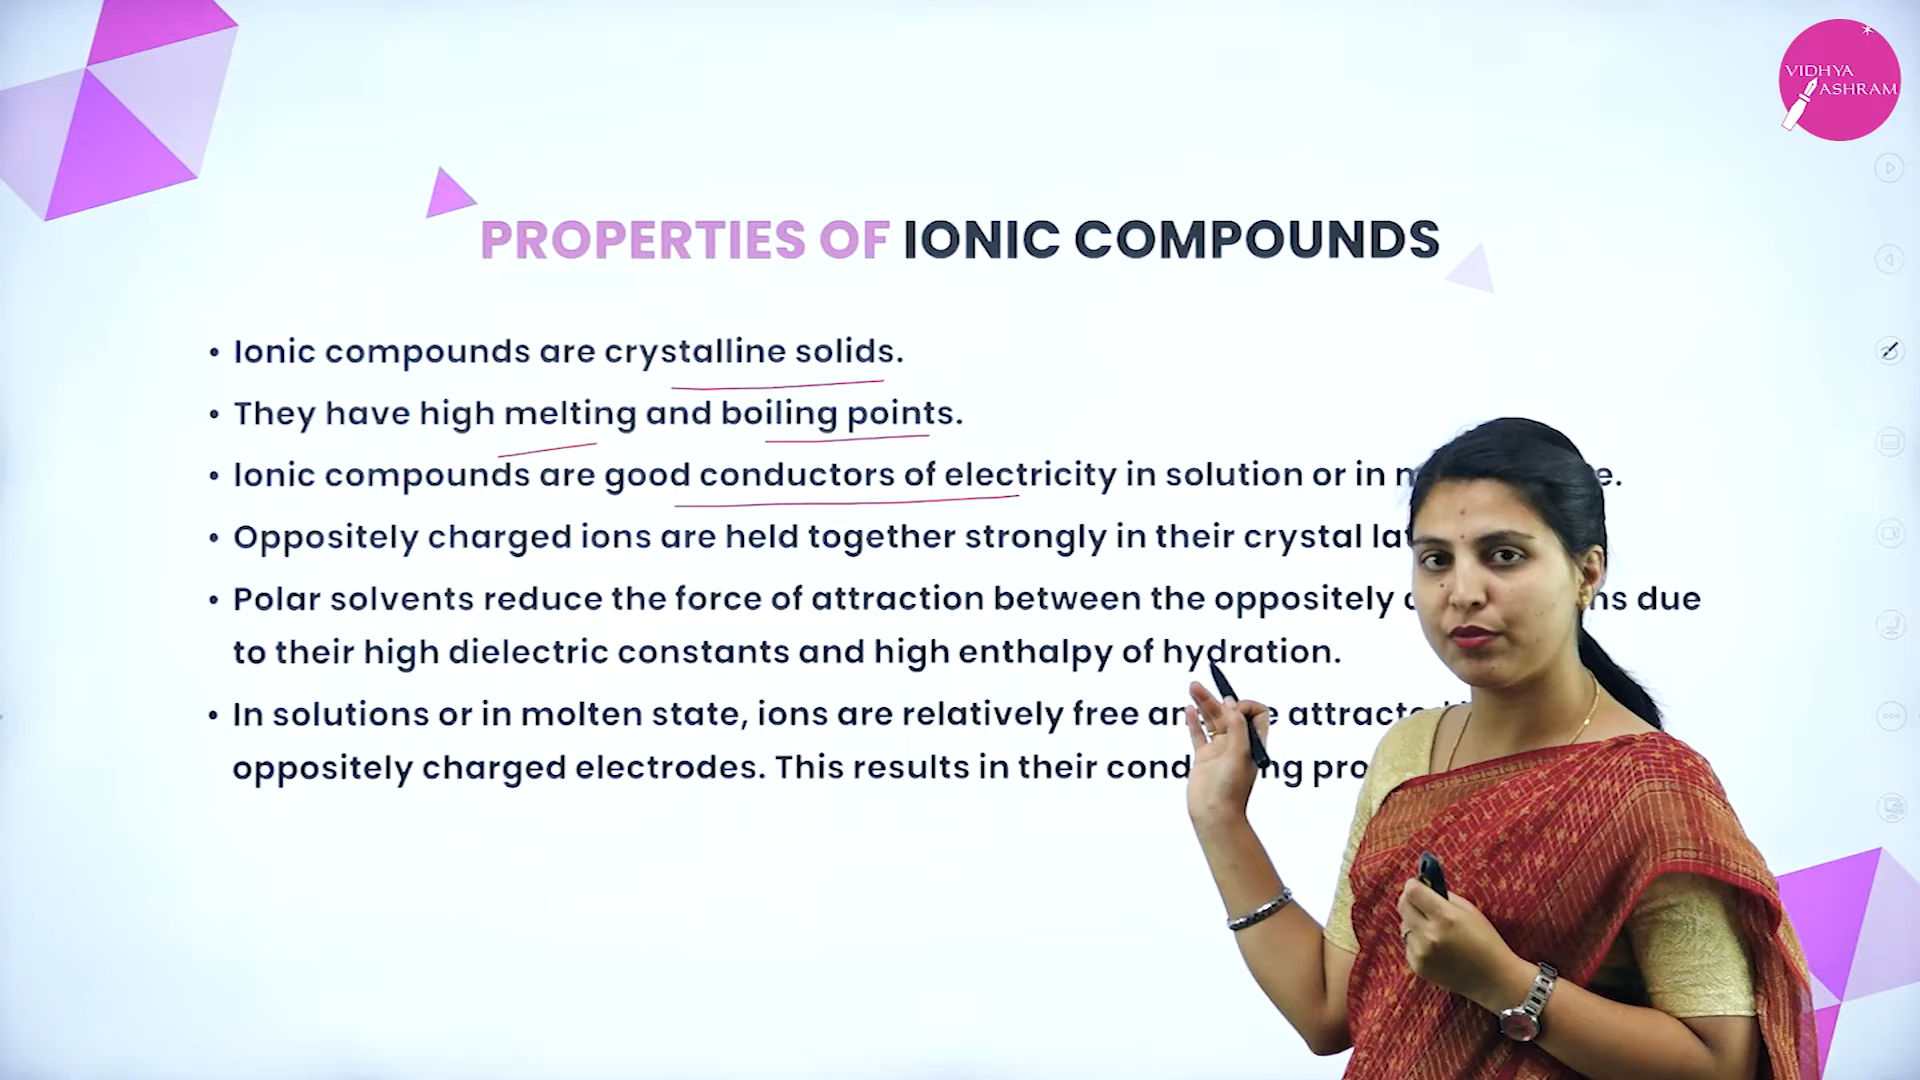 VIDHYA
ASHRAM
PROPERTIES OF IONIC COMPOUNDS
• Ionic compounds are crystalline solids.
• They have high melting and boiling points.
• Ionic compounds are good conductors of electricity in solution or in
• Oppositely charged ions are held together strongly in their crystal
• Polar solvents reduce the force of attraction between the oppositely due
to their high dielectric constants and high enthalpy of hydration.
• In solutions or in molten state, ions are relatively free
oppositely charged electrodes. This results in their